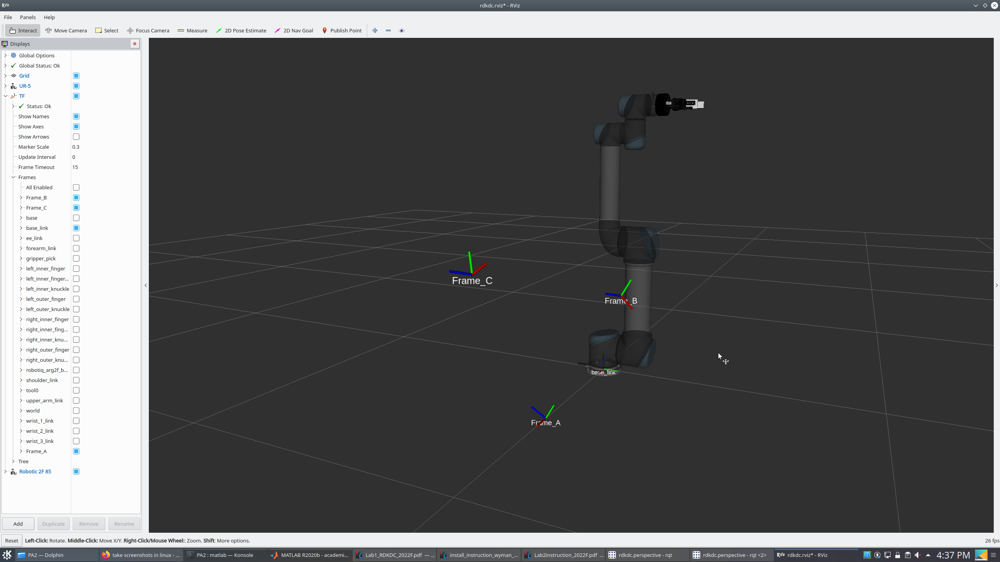 RViz
rdkdc.rviz* - RViz
File Panels Help
Interact Move Camera Select Focus Camera Measure 2D Pose Estimate 2D Nav Goal Publish Point
Displays
Global Options
Global Status: Ok
Grid
UR-5
TF
Status: Ok
Show Names
Show Axes
Show Arrows
Marker Scale 0.3
Update Interval 0
Frame Timeout 15
Frames
All Enabled
Frame_B
Frame_C
base
base_link
ee_link
forearm_link
gripper_pick
left_inner_finger
left_inner_finger...
left_inner_knuckle
left_outer_finger
left_outer_knuckle
right_inner_finger
right_inner_fing...
right_inner_knu...
right_outer_finger
right_outer_knu...
robotiq_arg2f_b...
shoulder_link
tool0
upper_arm_link
world
wrist_1_link
wrist_2_link
wrist_3_link
Frame_A
Tree
Robotic 2F 85
Add Duplicate Remove Rename
Frame_C
Frame_B
base_link
Frame_A
Reset Left-Click: Rotate. Middle-Click: Move X/Y. Right-Click/Mouse Wheel:: Zoom. Shift: More options. 26 fps
PA2 — Dolphin take screenshots in linux - ... PA2 : matlab — Konsole MATLAB R2020b - academi... Lab1_RDKDC_2022F.pdf — ... install_instruction_wyman_... Lab2instruction_2022F.pdf ... rdkdc.perspective - rqt rdkdc.perspective - rqt <2> RViz rdkdc.rviz* - RViz 4:37 PM